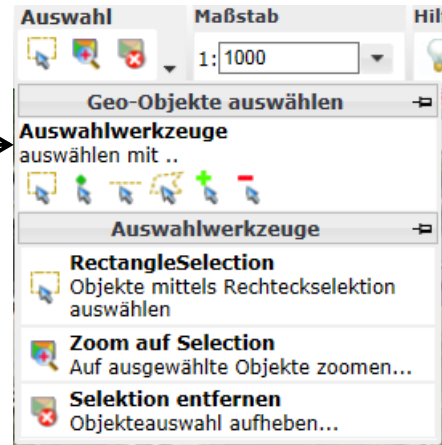 Auswahl Maßstab Hil
1: 1000
Geo-Objekte auswählen
Auswahlwerkzeuge
auswählen mit ..
Auswahlwerkzeuge
RectangleSelection
Objekte mittels Rechteckselektion
auswählen
Zoom auf Selection
Auf ausgewählte Objekte zoomen...
Selektion entfernen
Objekteauswahl aufheben...